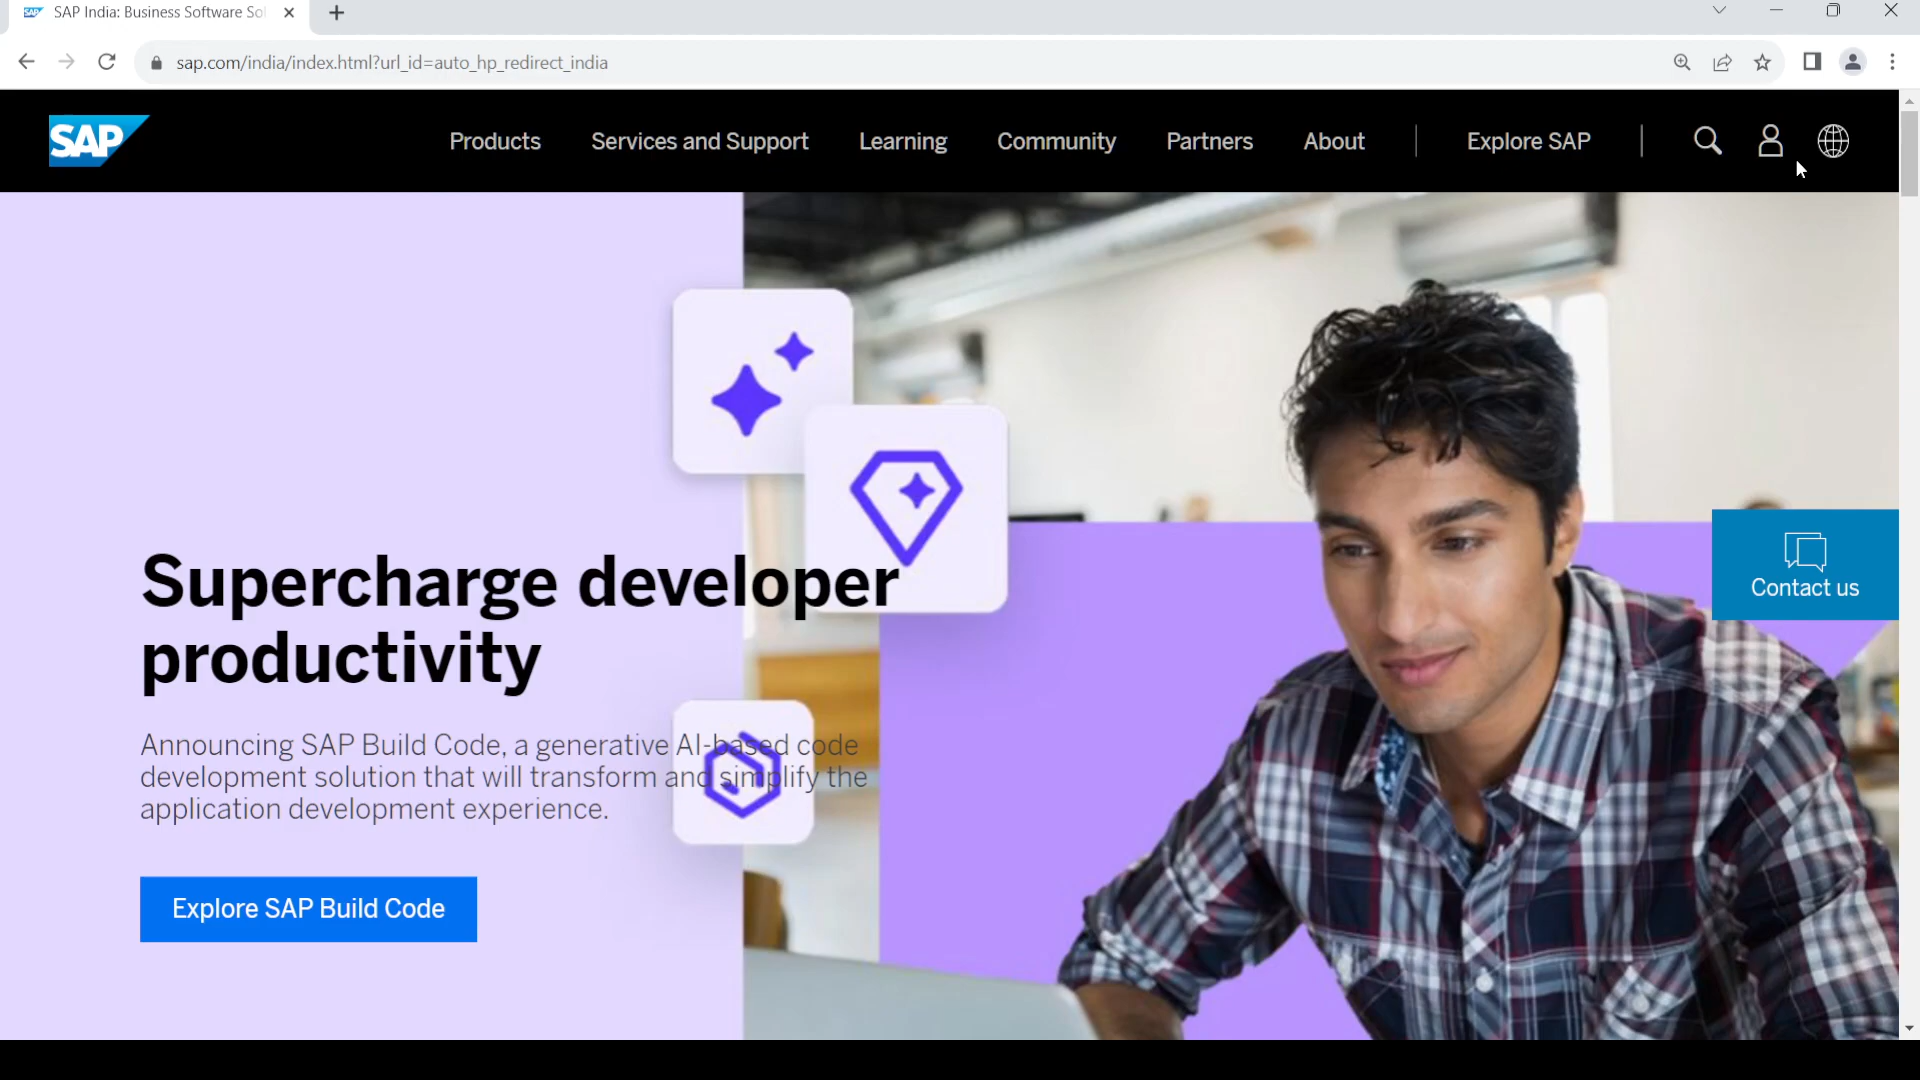 SAP SAP India: Business Software Sol
sap.com/india/index.html?url_id=auto_hp_redirect_india
SAP Products Services and Support Learning Community Partners About Explore SAP
Supercharge developer
productivity
Contact us
Announcing SAP Build Code, a generative AI-based code
development solution that will transform and simplify the
application development experience.
Explore SAP Build Code